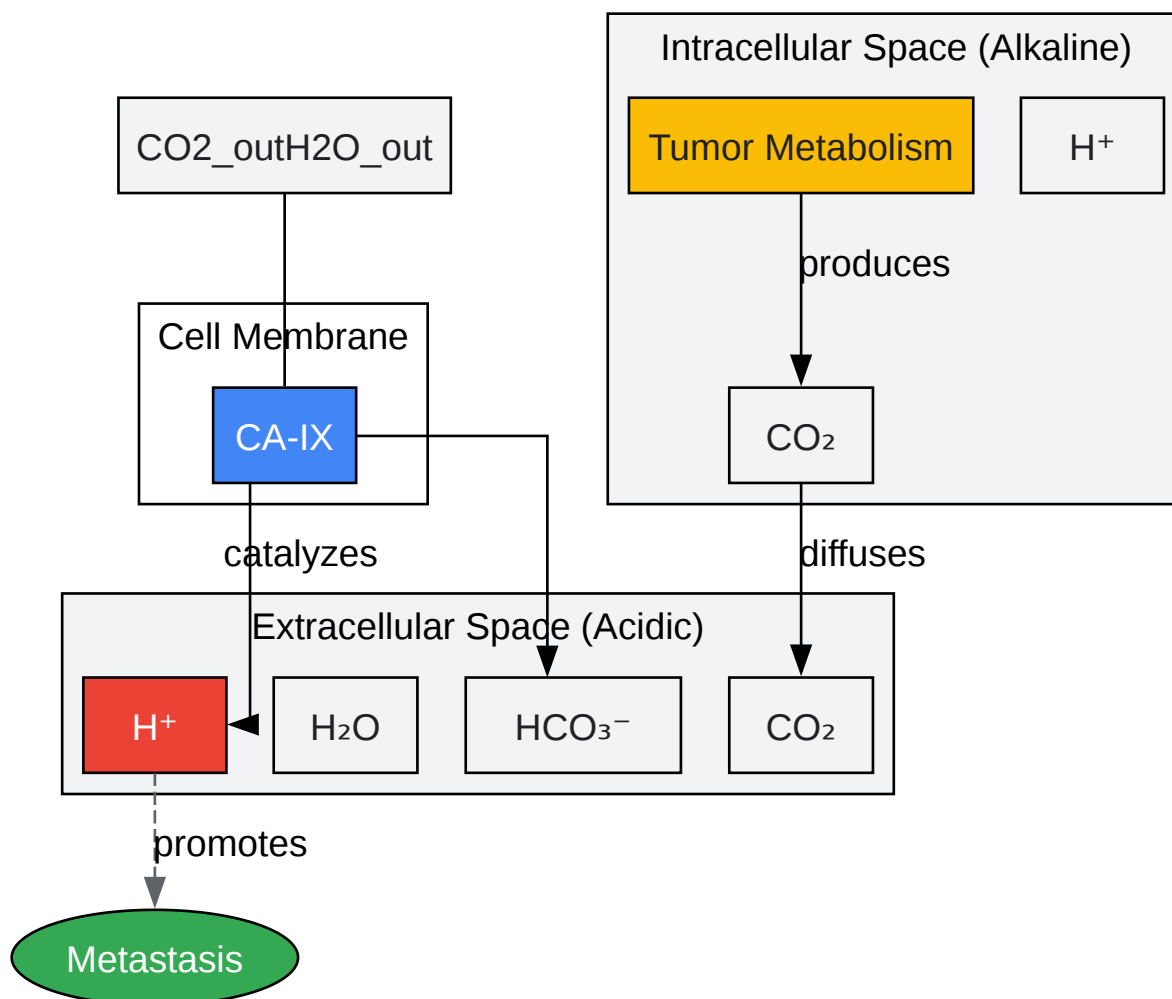 Intracellular Space (Alkaline)
CO2_outH2O_out
Tumor Metabolism
H⁺
produces
Cell Membrane
CA-IX
CO₂
catalyzes
diffuses
Extracellular Space (Acidic)
H⁺
H₂O
HCO₃⁻
CO₂
promotes
Metastasis